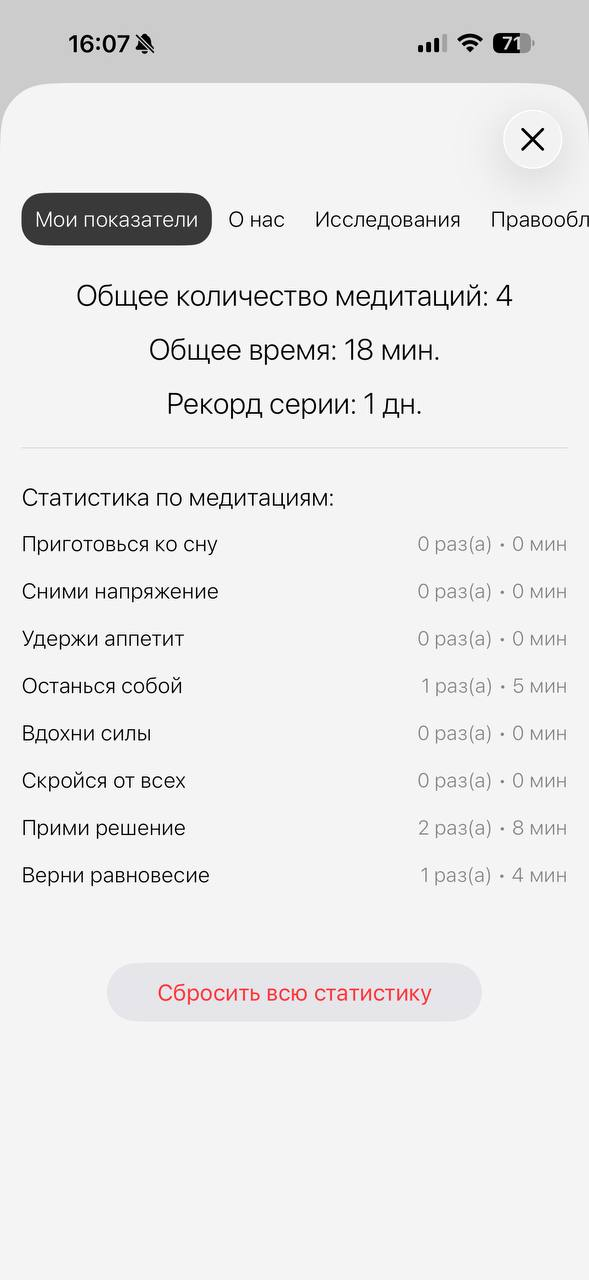 16:07
71
Мои показатели О нас Исследования Правообл
Общее количество медитаций: 4
Общее время: 18 мин.
Рекорд серии: 1 дн.
Статистика по медитациям:
Приготовься ко сну 0 раз(а) • 0 мин
Сними напряжение 0 раз(а) • 0 мин
Удержи аппетит 0 раз(а) • 0 мин
Останься собой 1 раз(а) • 5 мин
Вдохни силы 0 раз(а) • 0 мин
Скройся от всех 0 раз(а) • 0 мин
Прими решение 2 раз(а) • 8 мин
Верни равновесие 1 раз(а) • 4 мин
Сбросить всю статистику